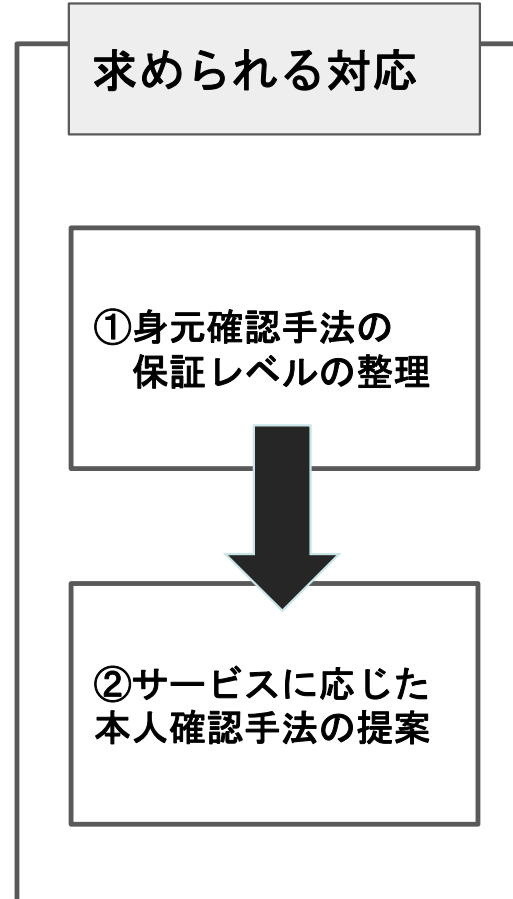 求められる対応
①身元確認手法の
保証レベルの整理
②サービスに応じた
本人確認手法の提案